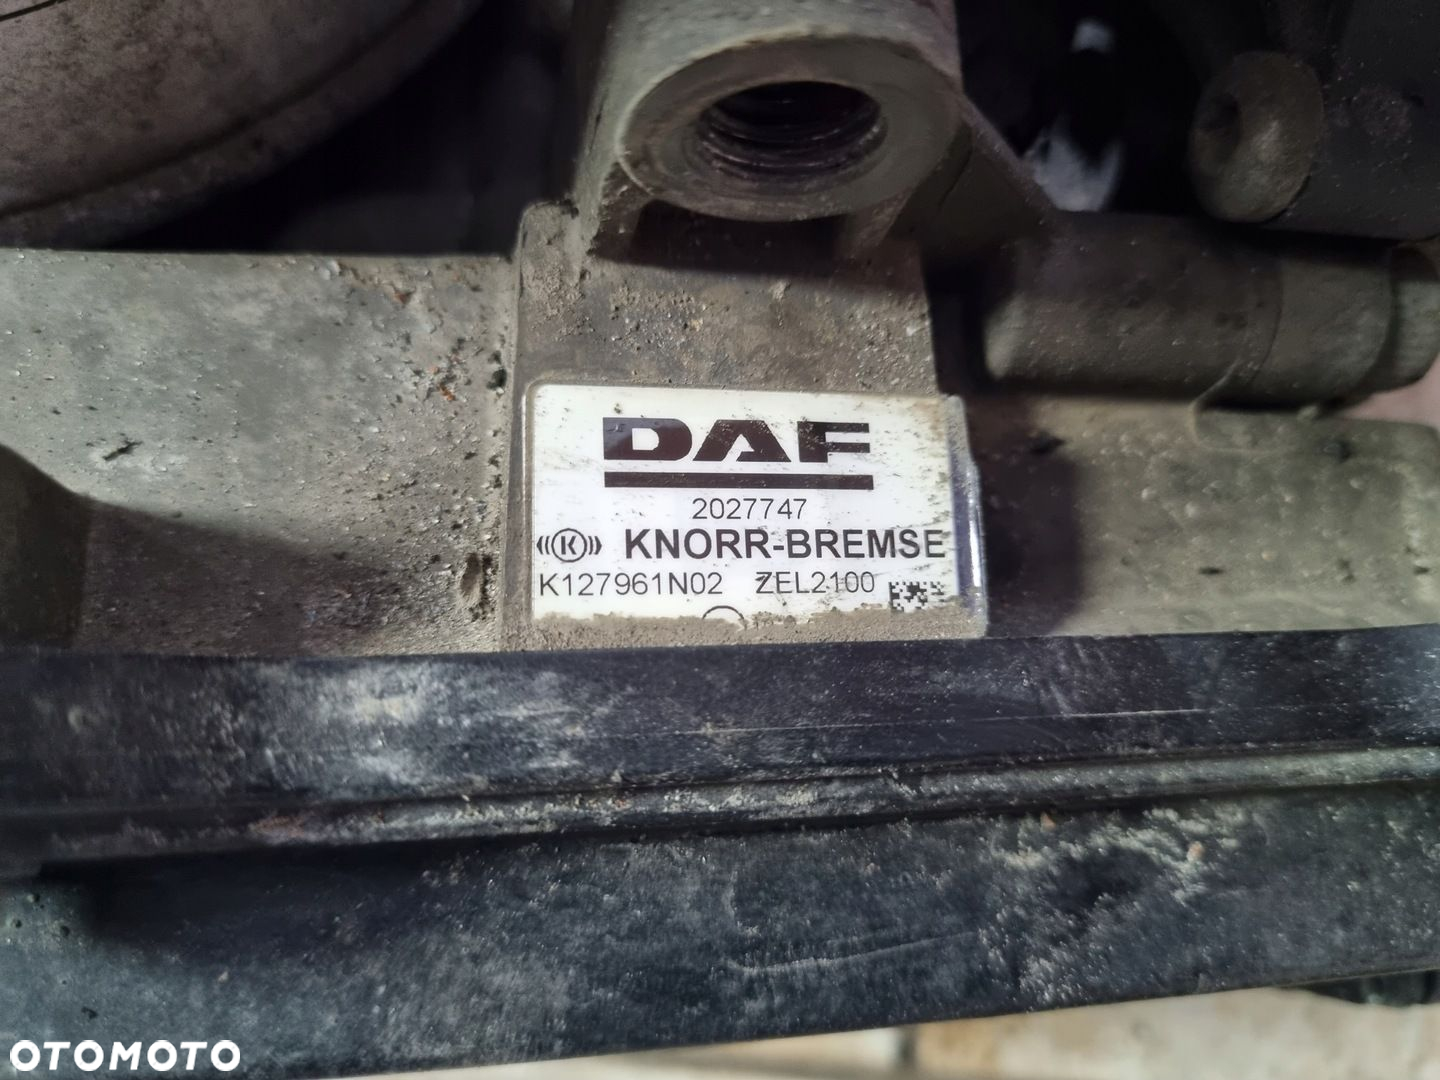 DAF
2027747
KNORR-BREMSE
K127961N02 ZEL2100
OTOMOTO